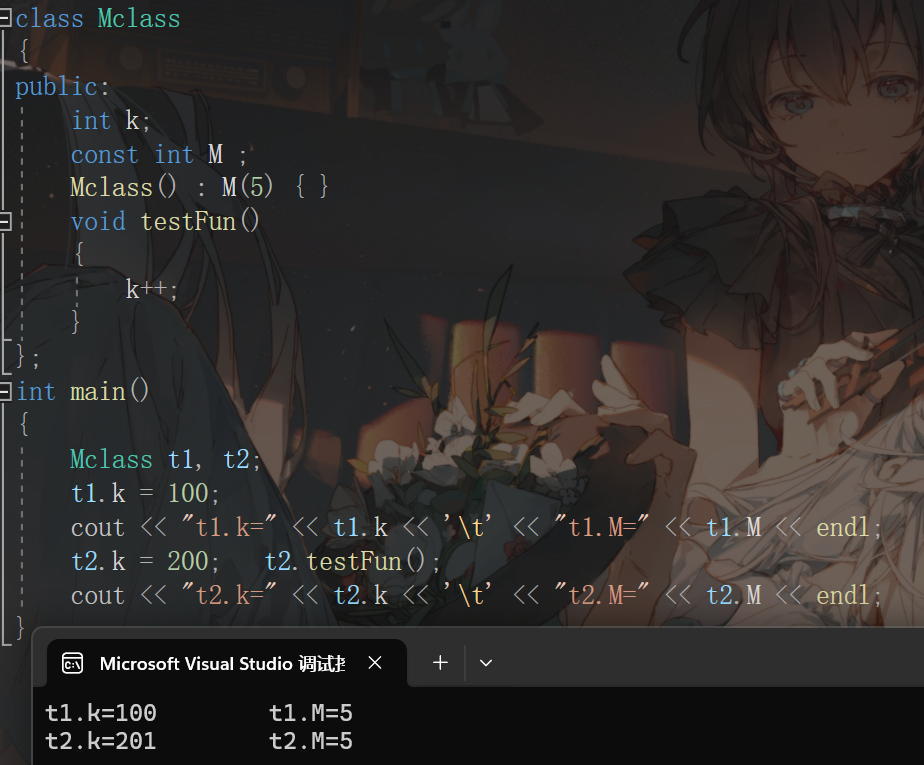 class Mclass
{
public:
int k;
const int M ;
Mclass() : M(5) { }
void testFun()
{
k++;
}
};
int main()
{
Mclass t1, t2;
t1.k = 100;
cout << "t1.k=" << t1.k << '\t' << "t1.M=" << t1.M << endl;
t2.k = 200; t2.testFun();
cout << "t2.k=" << t2.k << '\t' << "t2.M=" << t2.M << endl;
}
Microsoft Visual Studio 调试
t1.k=100 t1.M=5
t2.k=201 t2.M=5